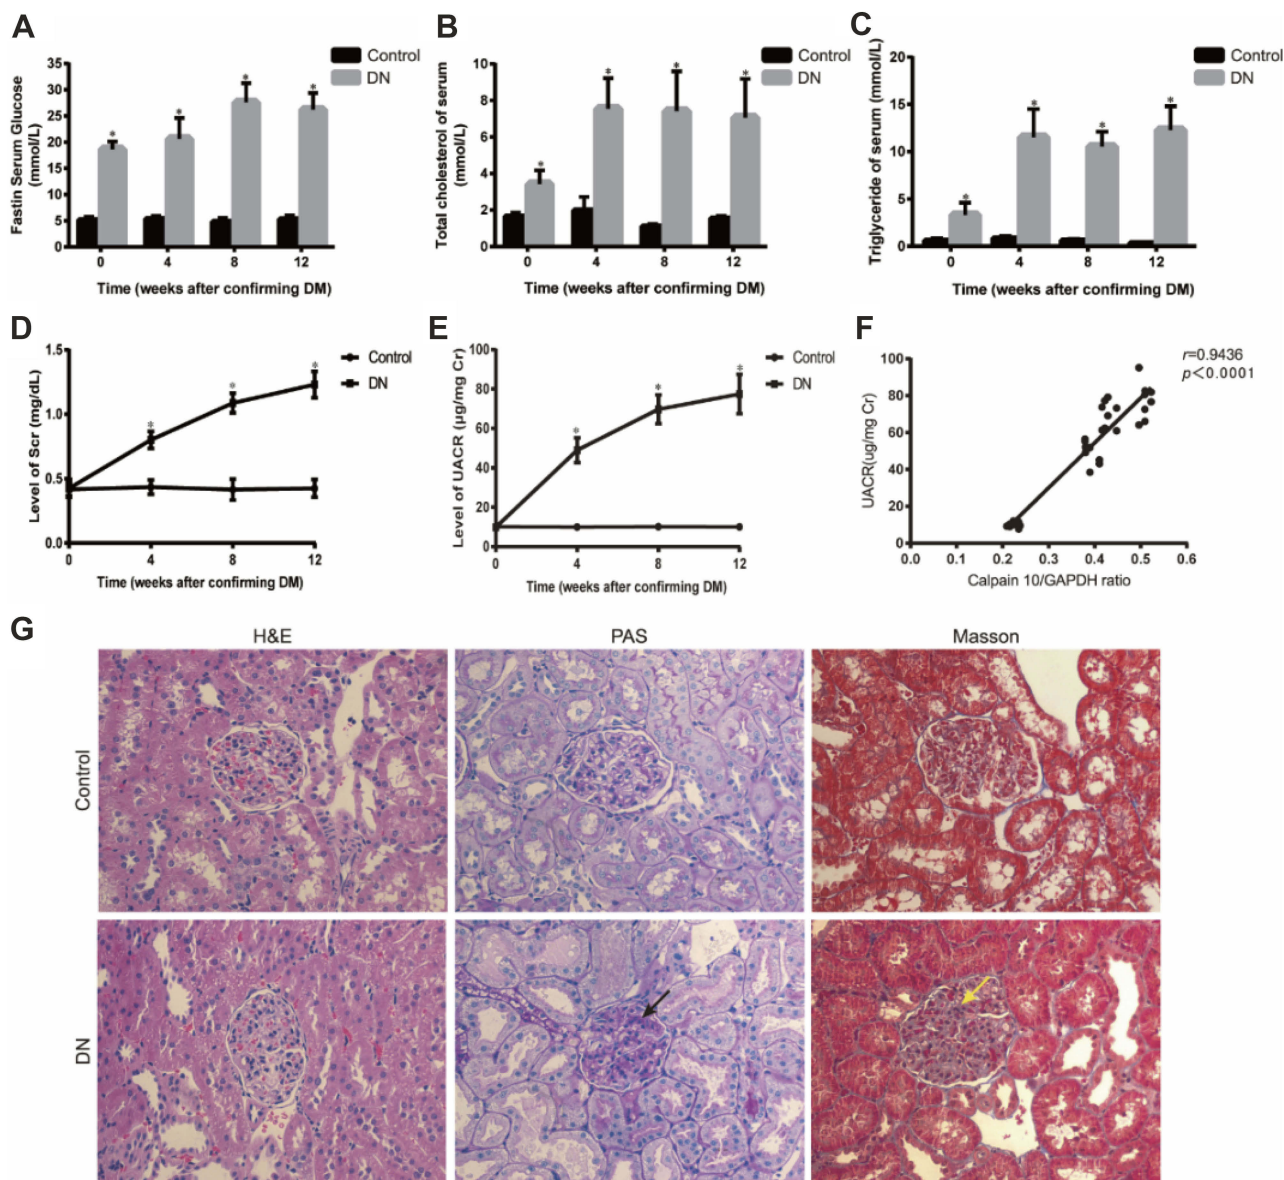 A
Control
DN
35
30
25
20
15
10
5
0
Fastin Serum Glucose
(mmol/L)
*
*
*
*
0 4 8 12
Time (weeks after confirming DM)
B
Control
DN
10
8
6
4
2
0
Total cholesterol of serum
(mmol/L)
*
*
*
*
0 4 8 12
Time (weeks after confirming DM)
C
Control
DN
20
15
10
5
0
Triglyceride of serum (mmol/L)
*
*
*
*
0 4 8 12
Time (weeks after confirming DM)
D
Control
DN
1.5
1.0
0.5
0.0
Level of Scr (mg/dL)
*
*
*
0 4 8 12
Time (weeks after confirming DM)
E
Control
DN
100
80
60
40
20
0
Level of UACR (μg/mg Cr)
*
*
*
0 4 8 12
Time (weeks after confirming DM)
F
r=0.9436
p<0.0001
100
80
60
40
20
0
UACR(ug/mg Cr)
0.0 0.1 0.2 0.3 0.4 0.5 0.6
Calpain 10/GAPDH ratio
G
H&E PAS Masson
Control
DN